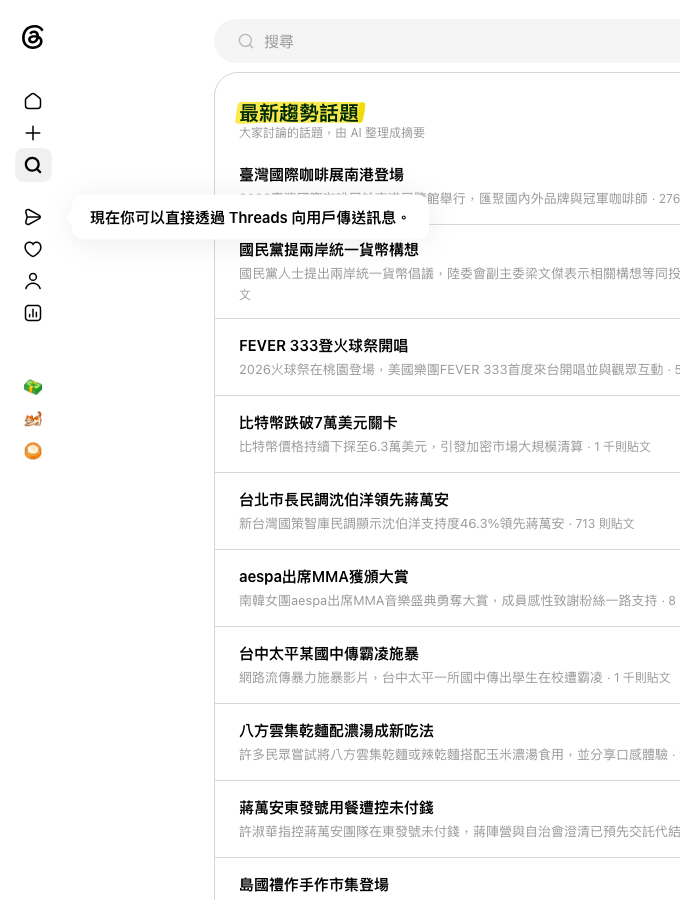 搜尋
最新趨勢話題
大家討論的話題，由 AI 整理成摘要
臺灣國際咖啡展南港登場
館舉行，匯聚國內外品牌與冠軍咖啡師 · 276
現在你可以直接透過 Threads 向用戶傳送訊息。
國民黨提兩岸統一貨幣構想
國民黨人士提出兩岸統一貨幣倡議，陸委會副主委梁文傑表示相關構想等同投
文
FEVER 333登火球祭開唱
2026火球祭在桃園登場，美國樂團FEVER 333首度來台開唱並與觀眾互動 · 5
比特幣跌破7萬美元關卡
比特幣價格持續下探至6.3萬美元，引發加密市場大規模清算 · 1 千則貼文
台北市長民調沈伯洋領先蔣萬安
新台灣國策智庫民調顯示沈伯洋支持度46.3%領先蔣萬安 · 713 則貼文
aespa出席MMA獲頒大賞
南韓女團aespa出席MMA音樂盛典勇奪大賞，成員感性致謝粉絲一路支持 · 8
台中太平某國中傳霸凌施暴
網路流傳暴力施暴影片，台中太平一所國中傳出學生在校遭霸凌 · 1 千則貼文
八方雲集乾麵配濃湯成新吃法
許多民眾嘗試將八方雲集乾麵或辣乾麵搭配玉米濃湯食用，並分享口感體驗 ·
蔣萬安東發號用餐遭控未付錢
許淑華指控蔣萬安團隊在東發號未付錢，蔣陣營與自治會澄清已預先交託代結
島國禮作手作市集登場